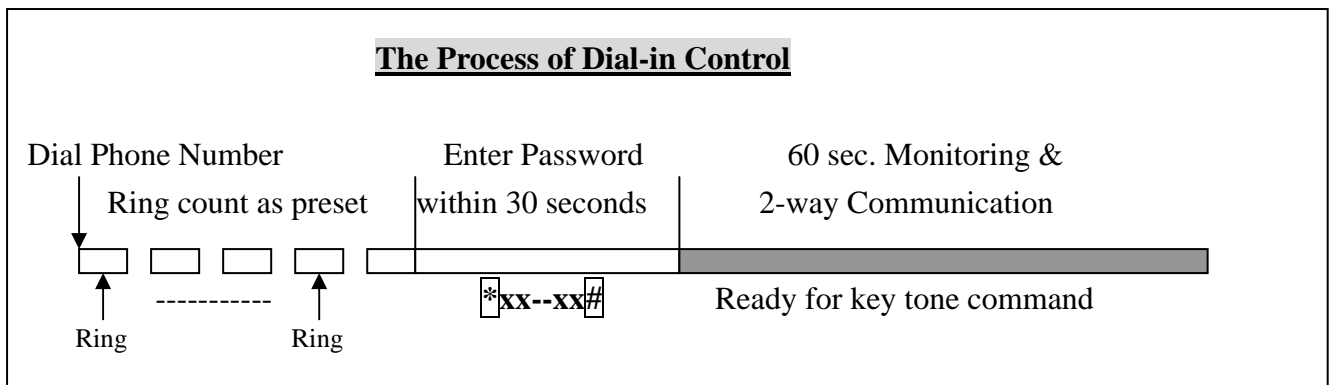 The Process of Dial-in Control
Dial Phone Number Enter Password 60 sec. Monitoring &
Ring count as preset within 30 seconds 2-way Communication
----------- *xx--xx# Ready for key tone command
Ring Ring